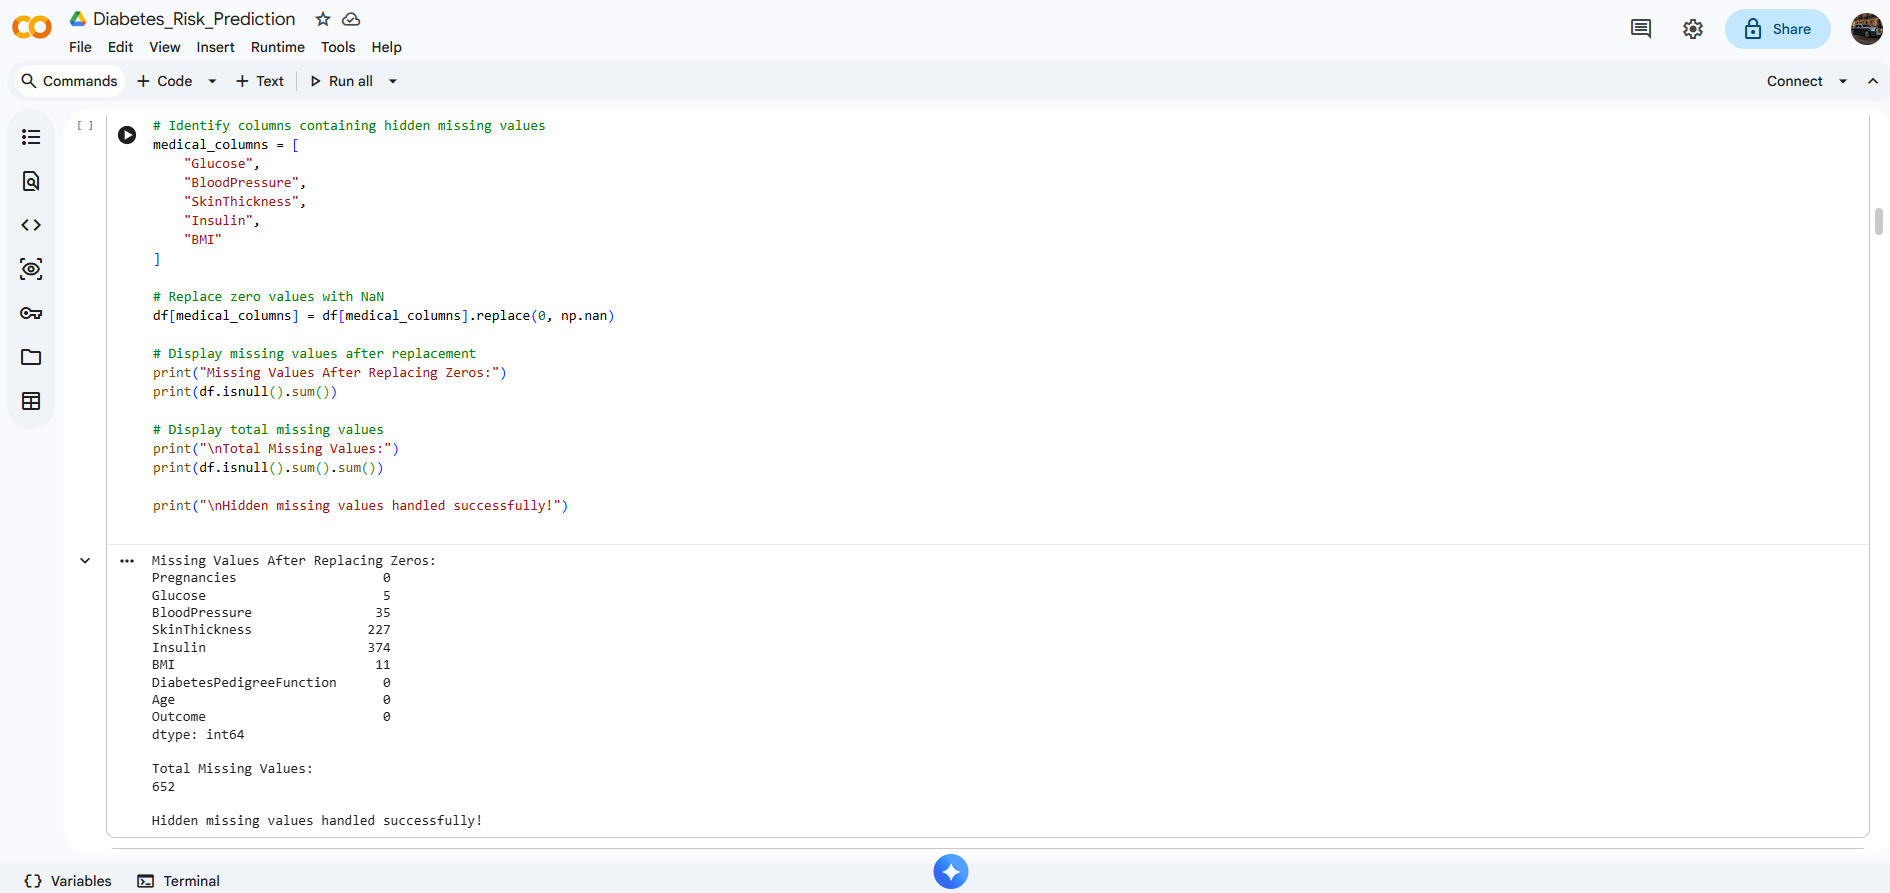 Diabetes_Risk_Prediction
File Edit View Insert Runtime Tools Help
Share
Commands + Code + Text Run all
Connect
[ ]
# Identify columns containing hidden missing values
medical_columns = [
    "Glucose",
    "BloodPressure",
    "SkinThickness",
    "Insulin",
    "BMI"
]
# Replace zero values with NaN
df[medical_columns] = df[medical_columns].replace(0, np.nan)
# Display missing values after replacement
print("Missing Values After Replacing Zeros:")
print(df.isnull().sum())
# Display total missing values
print("\nTotal Missing Values:")
print(df.isnull().sum().sum())
print("\nHidden missing values handled successfully!")
Missing Values After Replacing Zeros:
Pregnancies 0
Glucose 5
BloodPressure 35
SkinThickness 227
Insulin 374
BMI 11
DiabetesPedigreeFunction 0
Age 0
Outcome 0
dtype: int64
Total Missing Values:
652
Hidden missing values handled successfully!
Variables Terminal